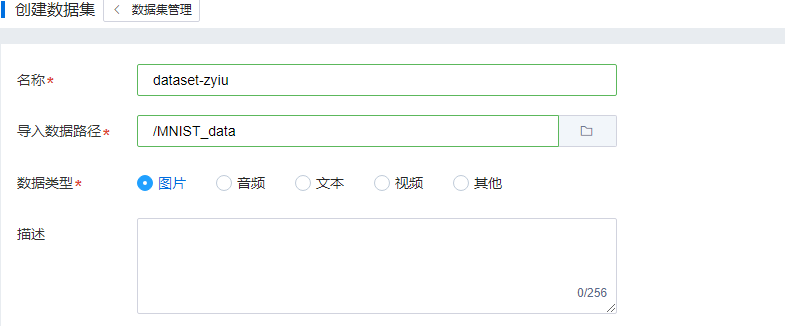 创建数据集 数据集管理
名称*
dataset-zyiu
导入数据路径*
/MNIST_data
数据类型*
图片 音频 文本 视频 其他
描述
0/256